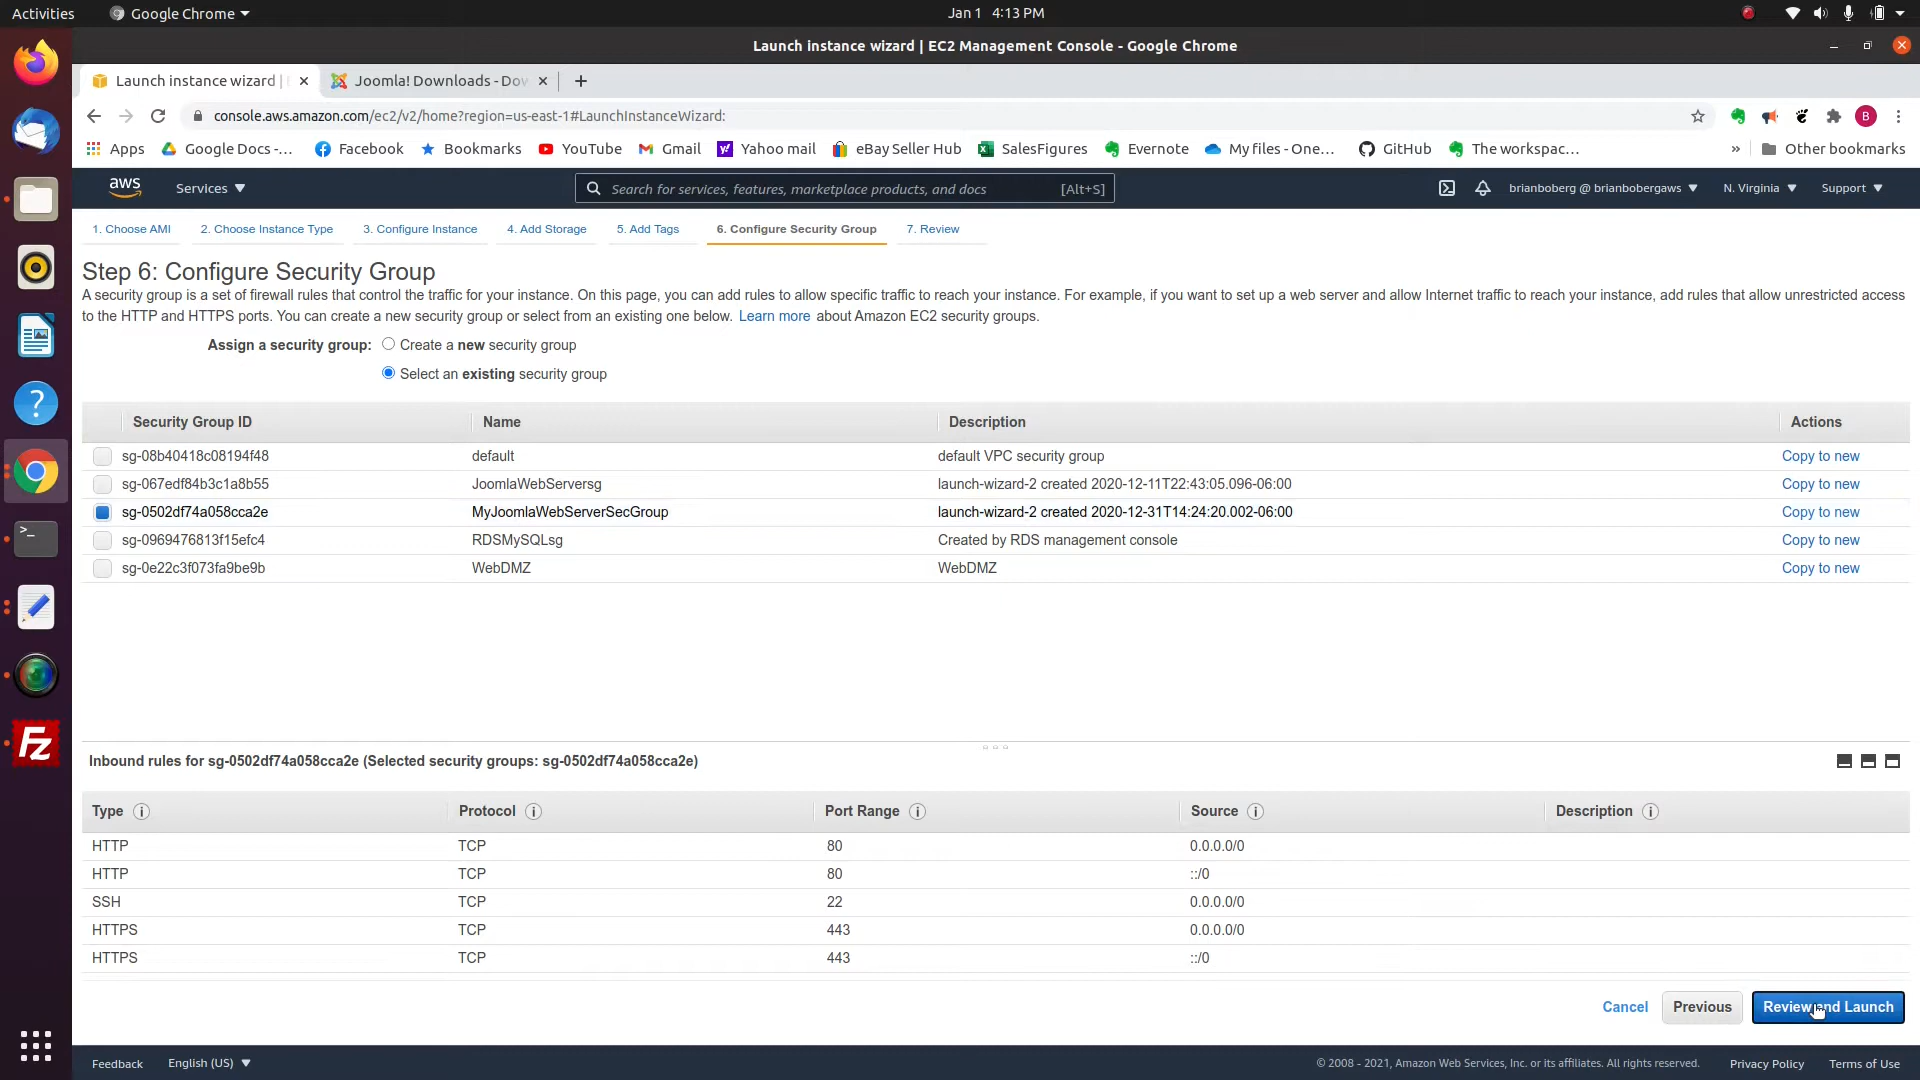 Activities
Google Chrome
Jan 1 4:13 PM
Launch instance wizard | EC2 Management Console - Google Chrome
Launch instance wizard |
Joomla! Downloads - Dov
console.aws.amazon.com/ec2/v2/home?region=us-east-1#LaunchInstanceWizard:
B
Apps
Google Docs -...
Facebook
Bookmarks
YouTube
Gmail
Yahoo mail
eBay Seller Hub
SalesFigures
Evernote
My files - One...
GitHub
The workspac...
»
Other bookmarks
aws
Services
Search for services, features, marketplace products, and docs [Alt+S]
brianboberg @ brianbobergaws
N. Virginia
Support
1. Choose AMI
2. Choose Instance Type
3. Configure Instance
4. Add Storage
5. Add Tags
6. Configure Security Group
7. Review
Step 6: Configure Security Group
A security group is a set of firewall rules that control the traffic for your instance. On this page, you can add rules to allow specific traffic to reach your instance. For example, if you want to set up a web server and allow Internet traffic to reach your instance, add rules that allow unrestricted access
to the HTTP and HTTPS ports. You can create a new security group or select from an existing one below. Learn more about Amazon EC2 security groups.
Assign a security group: Create a new security group
Select an existing security group
Security Group ID Name Description Actions
sg-08b40418c08194f48 default default VPC security group Copy to new
sg-067edf84b3c1a8b55 JoomlaWebServersg launch-wizard-2 created 2020-12-11T22:43:05.096-06:00 Copy to new
sg-0502df74a058cca2e MyJoomlaWebServerSecGroup launch-wizard-2 created 2020-12-31T14:24:20.002-06:00 Copy to new
sg-0969476813f15efc4 RDSMySQLsg Created by RDS management console Copy to new
sg-0e22c3f073fa9be9b WebDMZ WebDMZ Copy to new
Inbound rules for sg-0502df74a058cca2e (Selected security groups: sg-0502df74a058cca2e)
Type i Protocol i Port Range i Source i Description i
HTTP TCP 80 0.0.0.0/0
HTTP TCP 80 ::/0
SSH TCP 22 0.0.0.0/0
HTTPS TCP 443 0.0.0.0/0
HTTPS TCP 443 ::/0
Cancel Previous Review and Launch
Feedback English (US)
© 2008 - 2021, Amazon Web Services, Inc. or its affiliates. All rights reserved. Privacy Policy Terms of Use